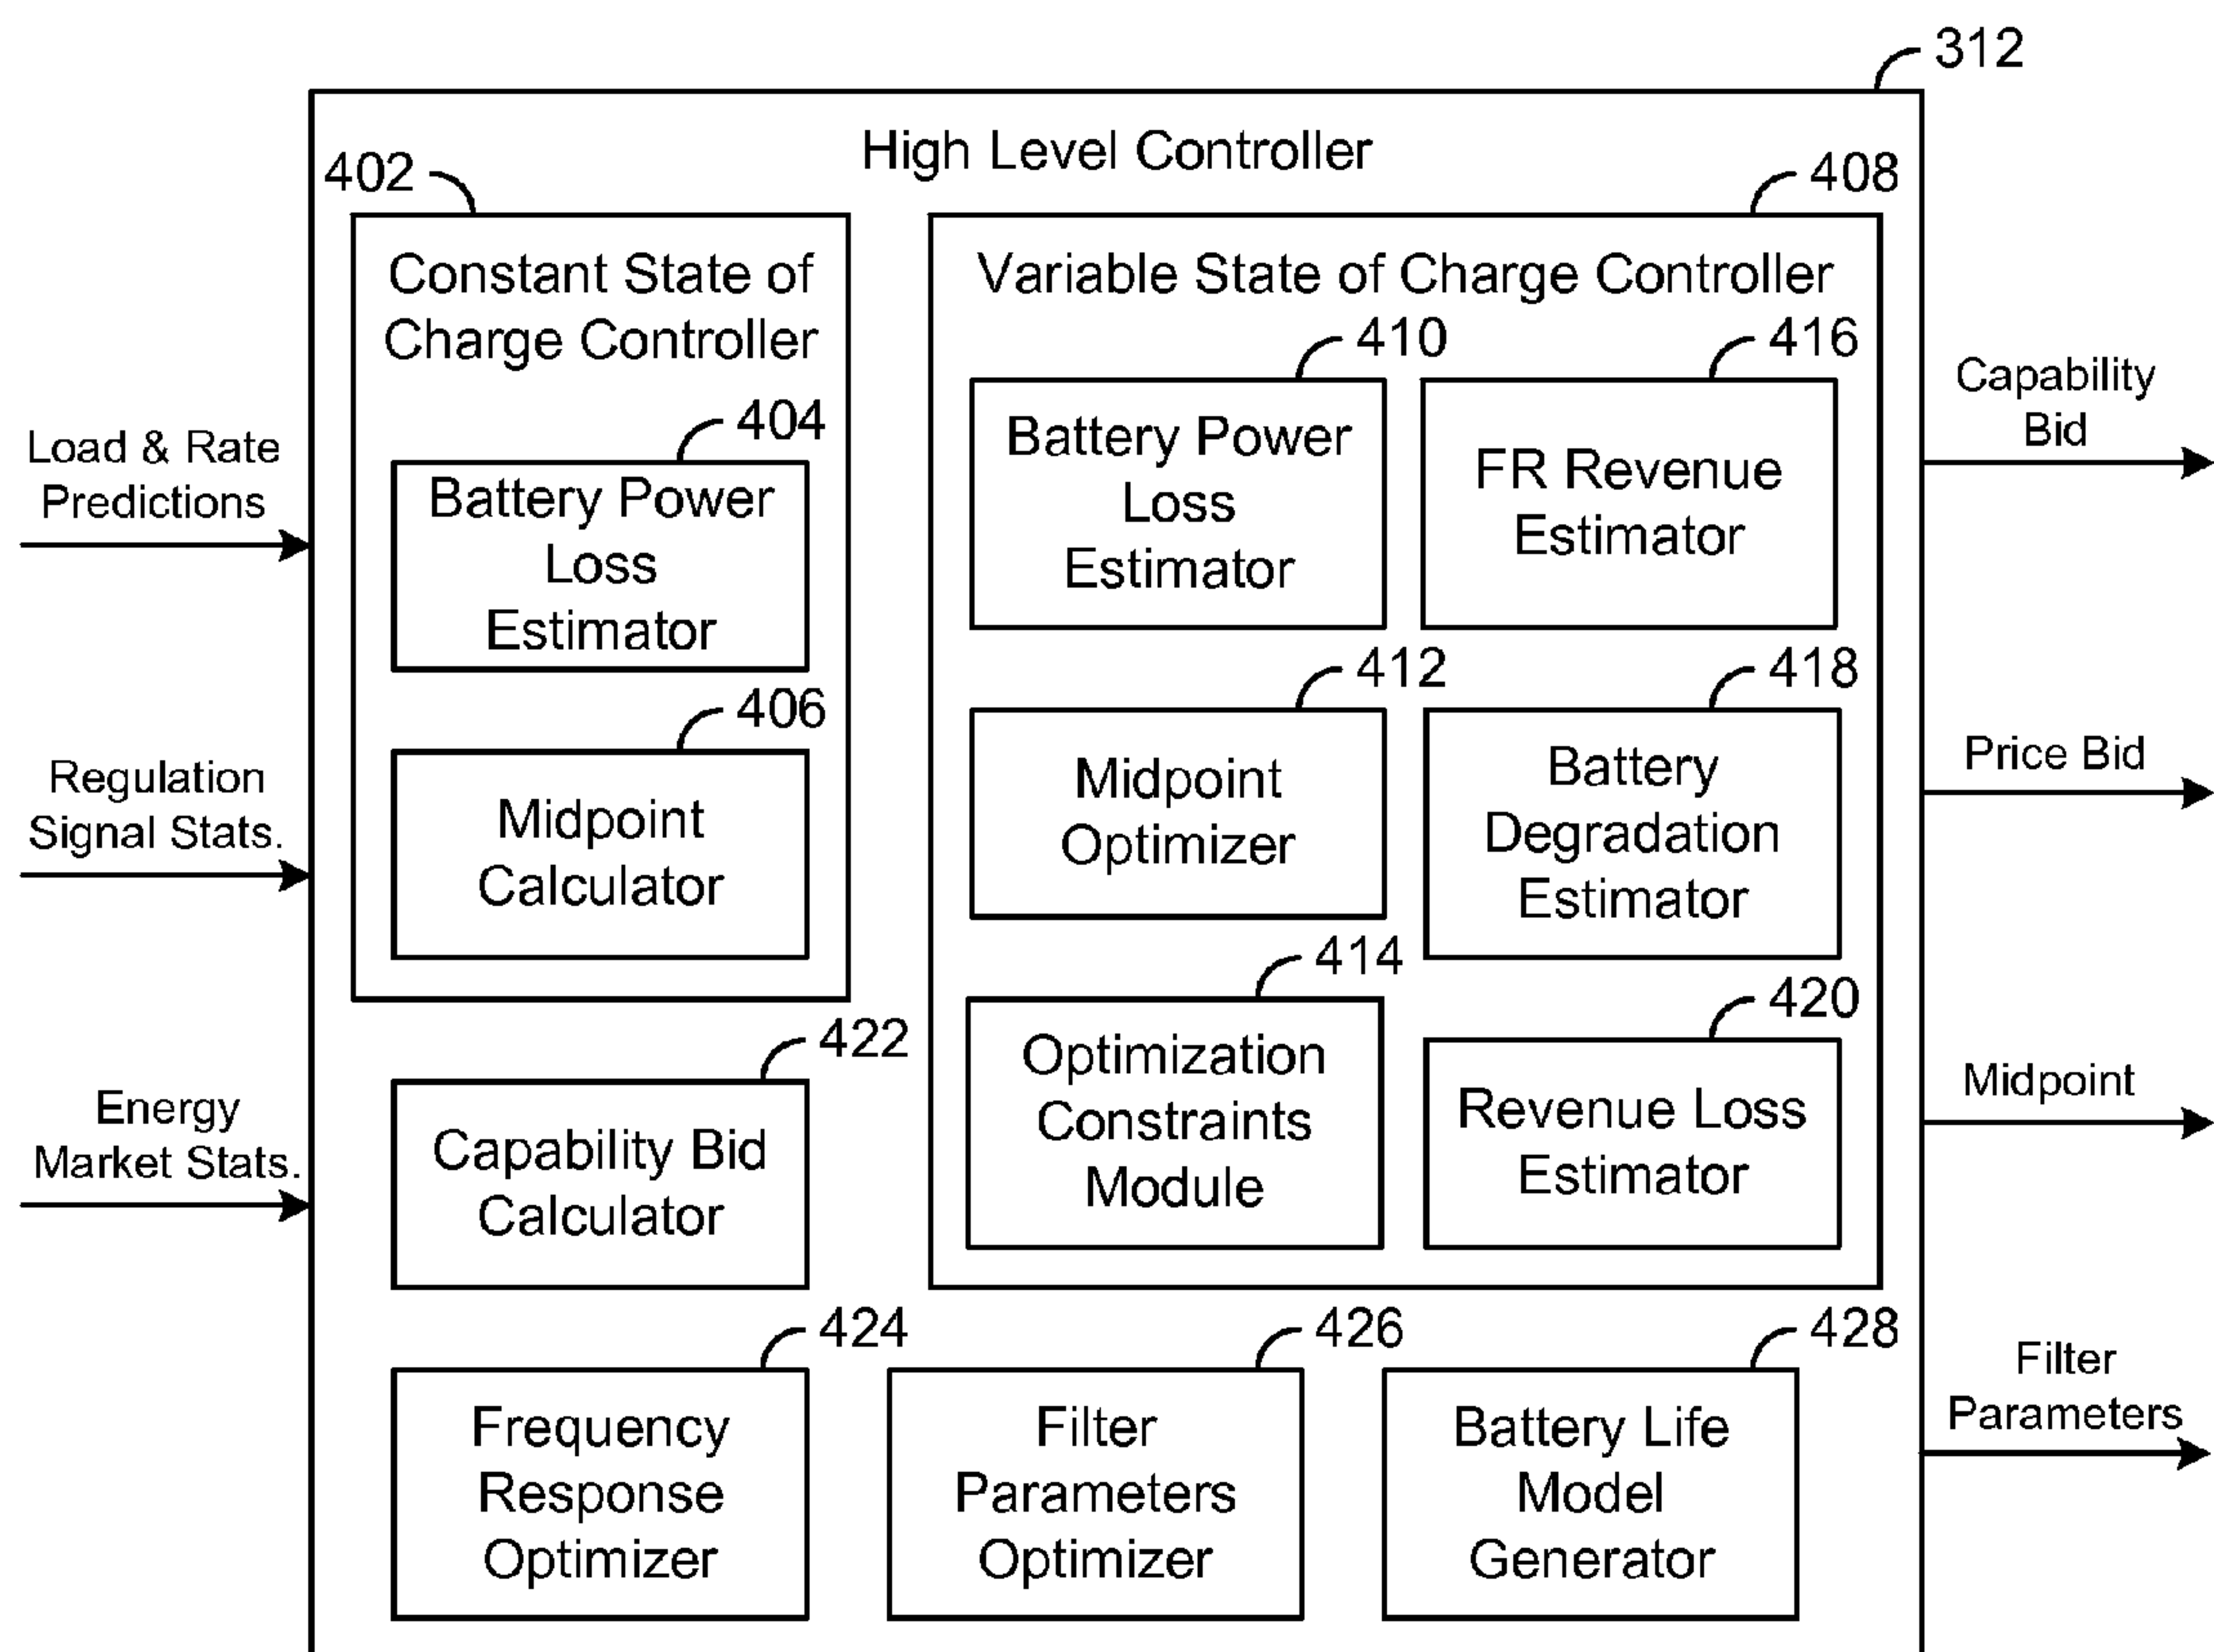 312
High Level Controller
402
408
Constant State of
Charge Controller
Variable State of Charge Controller
404
Battery Power
Loss
Estimator
406
Midpoint
Calculator
410
Battery Power
Loss
Estimator
416
FR Revenue
Estimator
412
Midpoint
Optimizer
418
Battery
Degradation
Estimator
414
Optimization
Constraints
Module
420
Revenue Loss
Estimator
422
Capability Bid
Calculator
424
Frequency
Response
Optimizer
426
Filter
Parameters
Optimizer
428
Battery Life
Model
Generator
Load & Rate
Predictions
Regulation
Signal Stats.
Energy
Market Stats.
Capability
Bid
Price Bid
Midpoint
Filter
Parameters